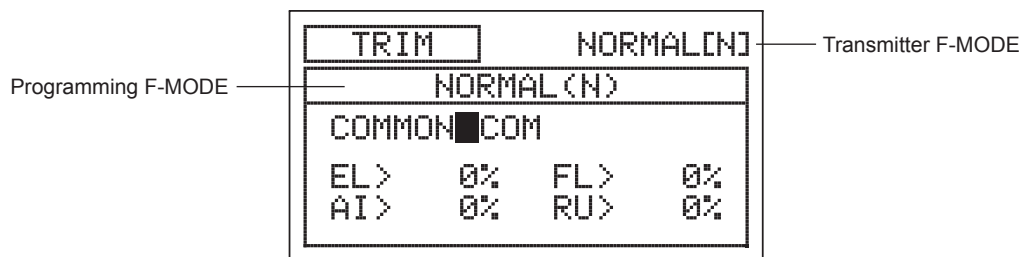 TRIM NORMAL[N] Transmitter F-MODE
Programming F-MODE NORMAL(N)
COMMON COM
EL> 0% FL> 0%
AI> 0% RU> 0%